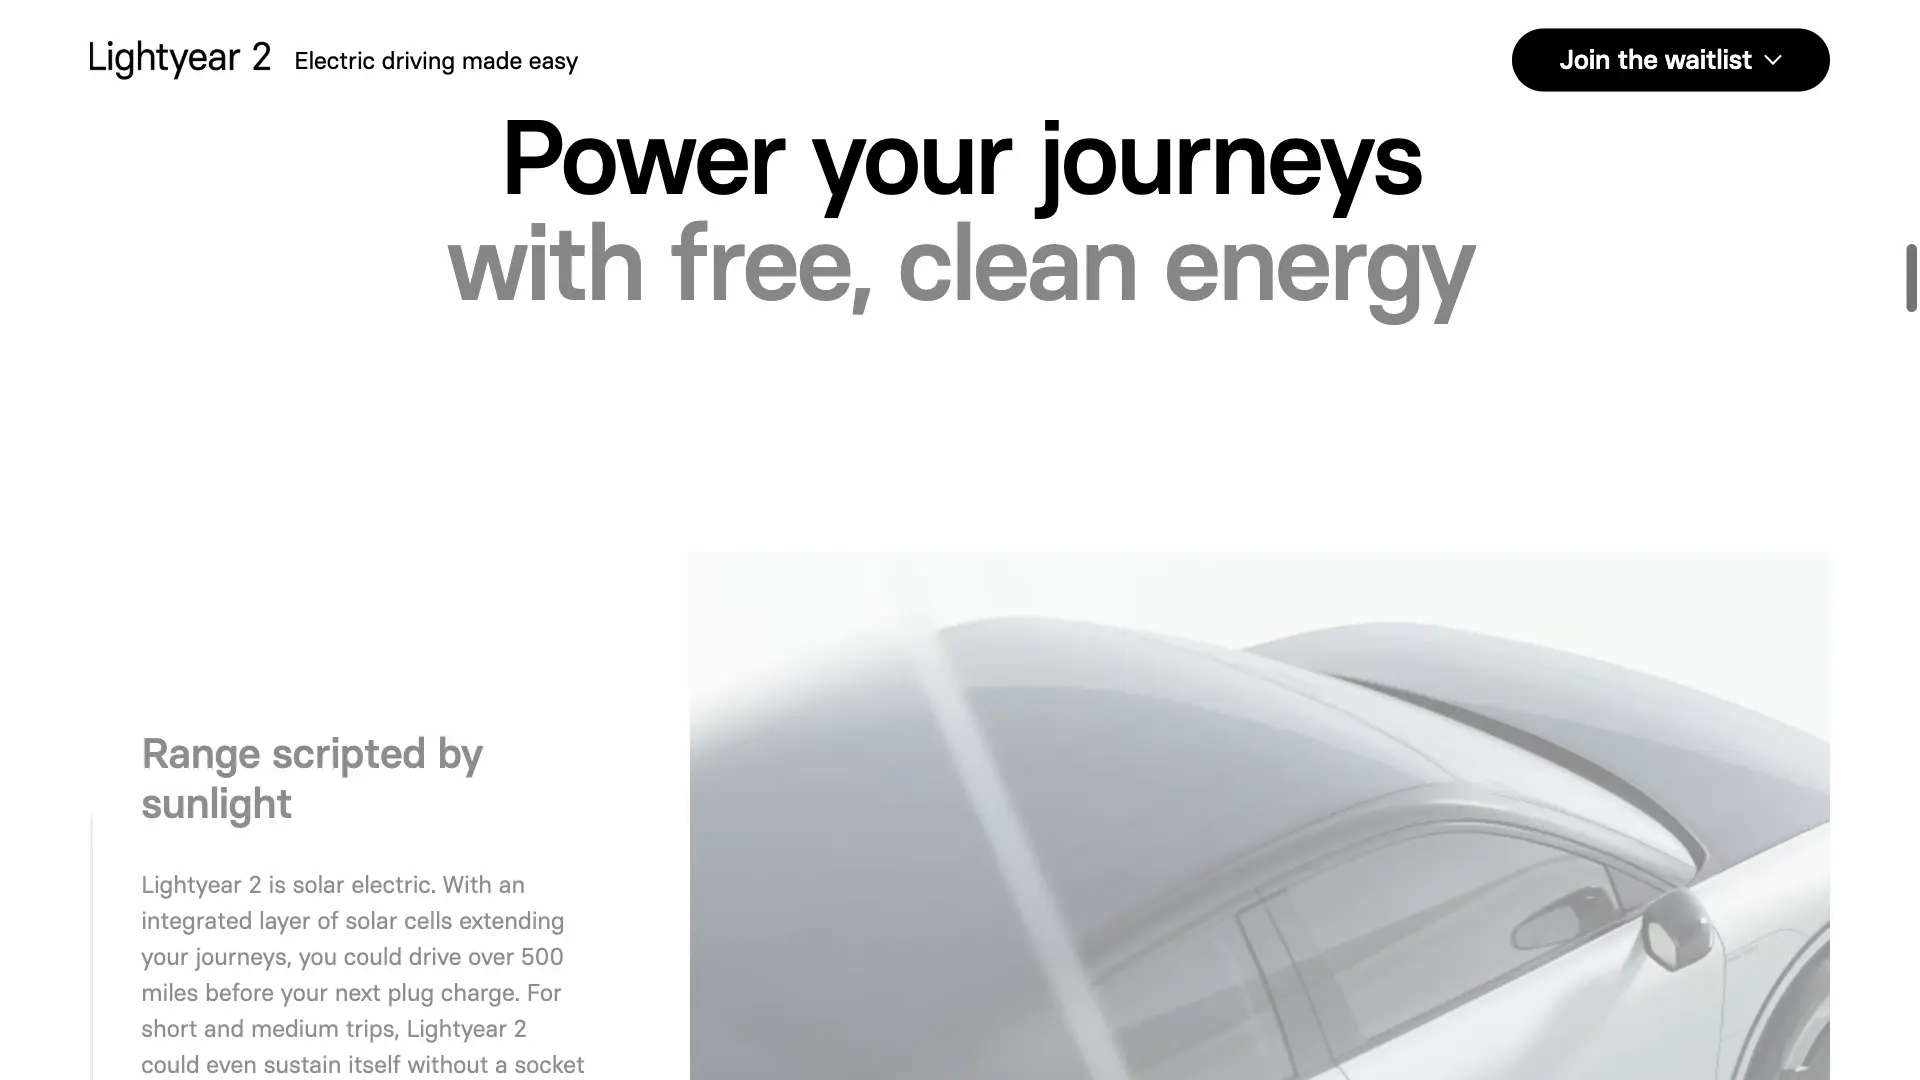 Lightyear 2
Electric driving made easy
Join the waitlist
Power your journeys
with free, clean energy
Range scripted by
sunlight
Lightyear 2 is solar electric. With an
integrated layer of solar cells extending
your journeys, you could drive over 500
miles before your next plug charge. For
short and medium trips, Lightyear 2
could even sustain itself without a socket